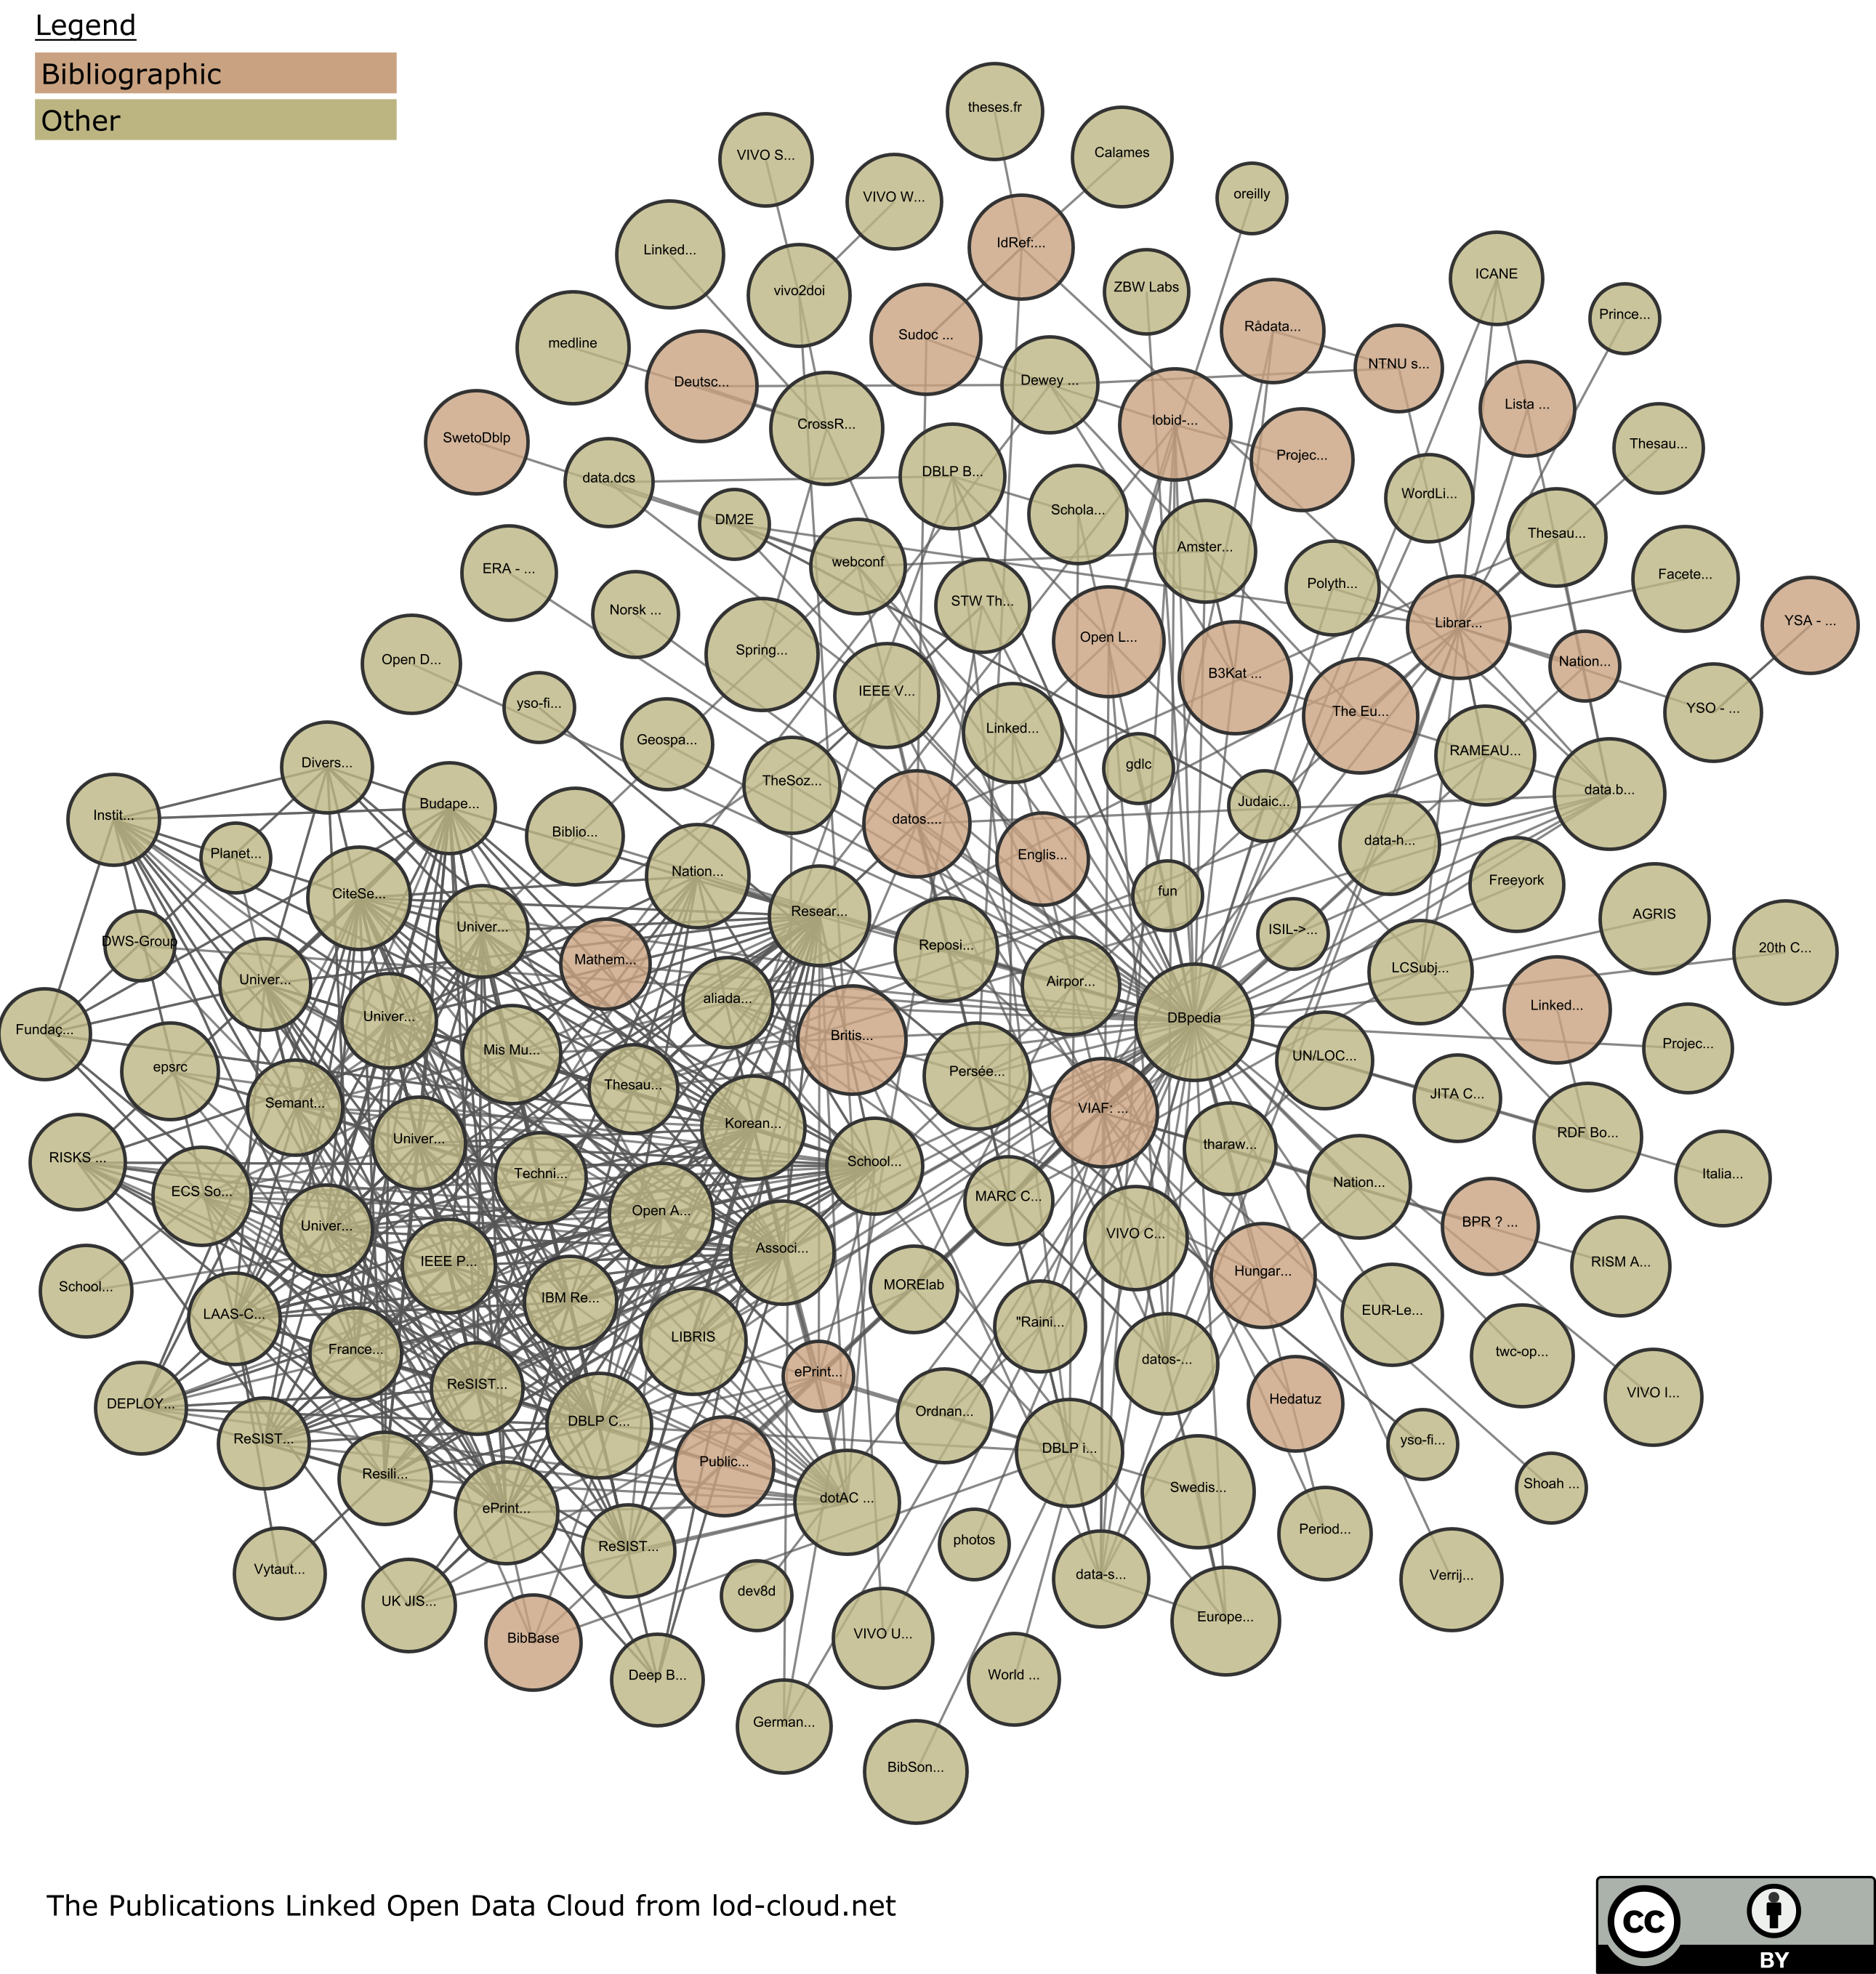 Legend
Bibliographic
Other
theses.fr
Calames
VIVO S...
VIVO W...
oreilly
Linked...
vivo2doi
IdRef:...
ZBW Labs
ICANE
Prince...
medline
Deutsc...
Sudoc ...
Dewey ...
Rådata...
NTNU s...
Lista ...
SwetoDblp
CrossR...
lobid-...
Projec...
Thesau...
data.dcs
DM2E
DBLP B...
Schola...
WordLi...
Thesau...
ERA - ...
webconf
Amster...
Polyth...
Facete...
Norsk ...
STW Th...
Open L...
Librar...
YSA - ...
Open D...
Spring...
B3Kat ...
Nation...
yso-fi...
IEEE V...
The Eu...
YSO - ...
Geospa...
Linked...
RAMEAU...
Divers...
TheSoz...
gdlc
data.b...
Instit...
Budape...
Biblio...
datos....
Judaic...
Planet...
Englis...
data-h...
CiteSe...
Nation...
fun
Freeyork
Univer...
Resear...
AGRIS
DWS-Group
Mathem...
Reposi...
ISIL->...
20th C...
Univer...
aliada...
Airpor...
LCSubj...
Fundaç...
Univer...
Britis...
DBpedia
Linked...
epsrc
Mis Mu...
Persée...
UN/LOC...
Projec...
Semant...
Thesau...
Korean...
VIAF: ...
JITA C...
RISKS ...
Univer...
School...
tharaw...
RDF Bo...
ECS So...
Techni...
MARC C...
Nation...
Italia...
Univer...
Open A...
VIVO C...
BPR ? ...
School...
IEEE P...
Associ...
Hungar...
RISM A...
LAAS-C...
IBM Re...
MORElab
EUR-Le...
France...
LIBRIS
"Raini...
datos-...
twc-op...
DEPLOY...
ReSIST...
ePrint...
Hedatuz
VIVO I...
ReSIST...
DBLP C...
Ordnan...
DBLP i...
yso-fi...
Resili...
Public...
Swedis...
Shoah ...
ePrint...
dotAC ...
Period...
Vytaut...
ReSIST...
photos
data-s...
Verrij...
UK JIS...
dev8d
Europe...
BibBase
VIVO U...
Deep B...
World ...
German...
BibSon...
The Publications Linked Open Data Cloud from lod-cloud.net
cc
BY